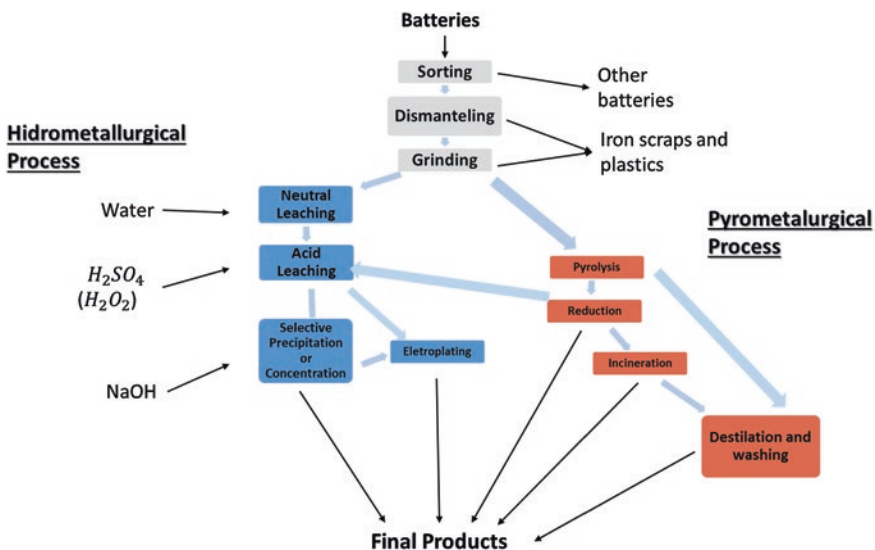 Batteries
Sorting
Other
batteries
Dismanteling
Hidrometallurgical
Process
Iron scraps and
plastics
Grinding
Neutral
Leaching
Water
Pyrometalurgical
Process
Acid
Leaching
H₂SO₄
(H₂O₂)
Pyrolysis
Reduction
Selective
Precipitation
or
Concentration
Eletroplating
Incineration
NaOH
Destilation and
washing
Final Products